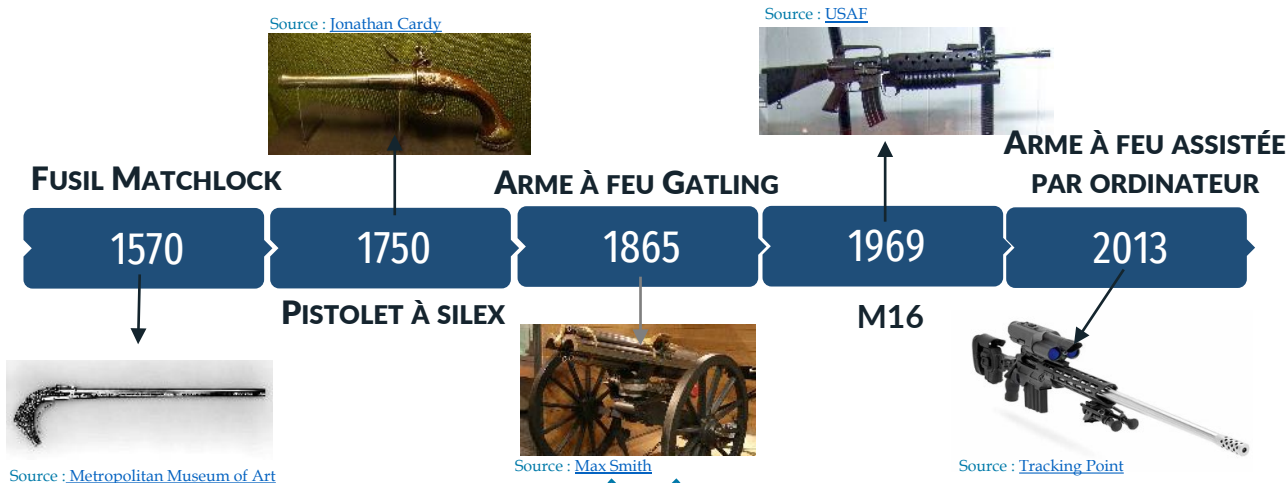 Source : Jonathan Cardy
Source : USAF
FUSIL MATCHLOCK
ARME À FEU GATLING
ARME À FEU ASSISTÉE
PAR ORDINATEUR
1570
1750
1865
1969
2013
PISTOLET À SILEX
M16
Source : Metropolitan Museum of Art
Source : Max Smith
Source : Tracking Point